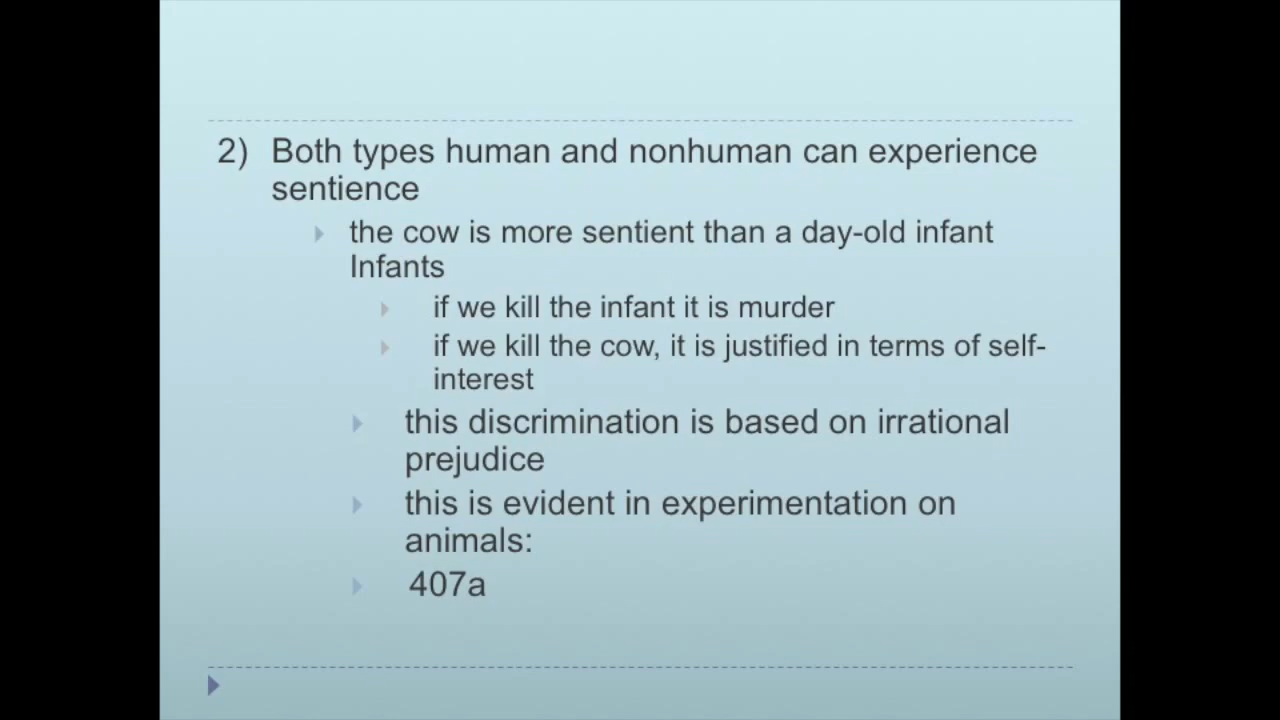 2) Both types human and nonhuman can experience
sentience
the cow is more sentient than a day-old infant
Infants
if we kill the infant it is murder
if we kill the cow, it is justified in terms of self-
interest
this discrimination is based on irrational
prejudice
this is evident in experimentation on
animals:
407a